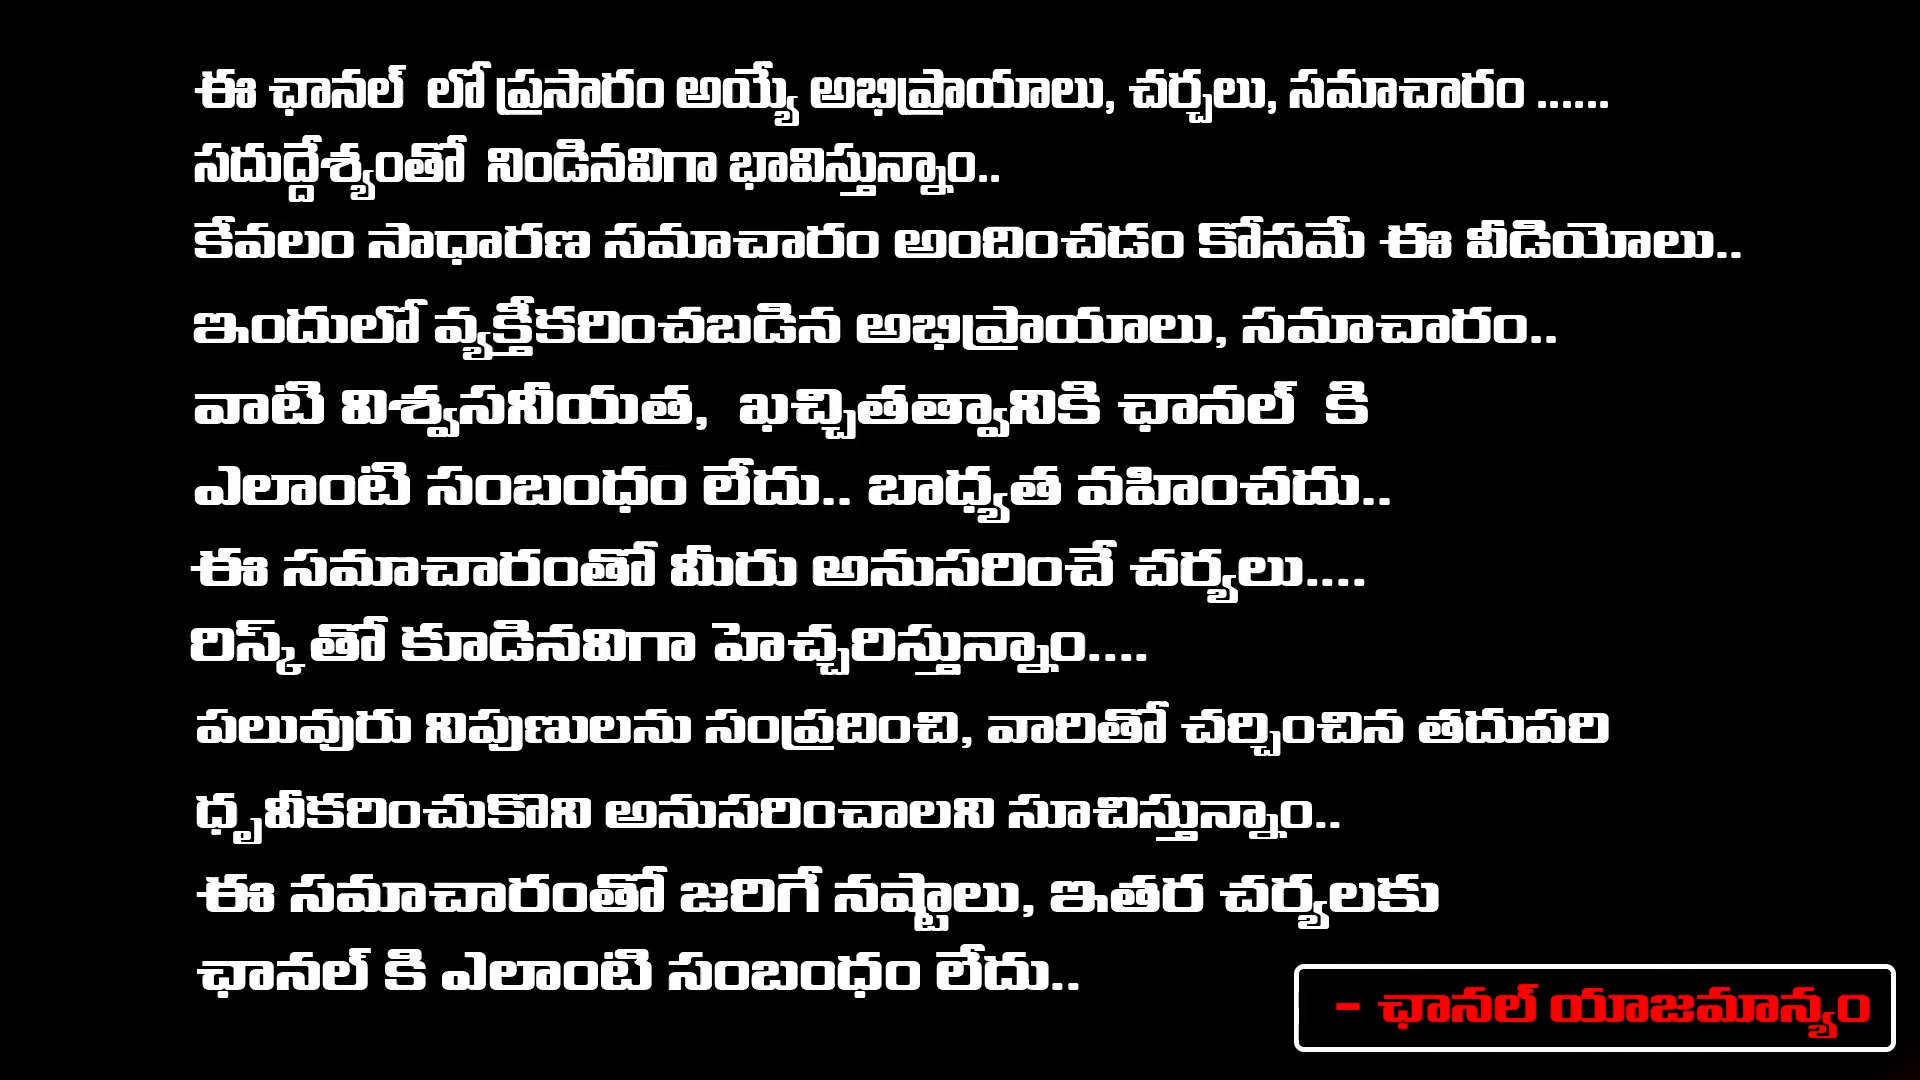 ఈ ఛానల్ లో ప్రసారం అయ్యే అభిప్రాయాలు, చర్చలు, సమాచారం ......
సదుద్దేశ్యంతో నిండినవిగా భావిస్తున్నాం..
కేవలం సాధారణ సమాచారం అందించడం కోసమే ఈ వీడియోలు..
ఇందులో వ్యక్తీకరించబడిన అభిప్రాయాలు, సమాచారం..
వాటి విశ్వసనీయత, ఖచ్చితత్వానికి ఛానల్ కి
ఎలాంటి సంబంధం లేదు.. బాధ్యత వహించదు..
ఈ సమాచారంతో మీరు అనుసరించే చర్యలు....
రిస్క్ తో కూడినవిగా హెచ్చరిస్తున్నాం....
పలువురు నిపుణులను సంప్రదించి, వారితో చర్చించిన తదుపరి
ధృవీకరించుకొని అనుసరించాలని సూచిస్తున్నాం..
ఈ సమాచారంతో జరిగే నష్టాలు, ఇతర చర్యలకు
ఛానల్ కి ఎలాంటి సంబంధం లేదు..
- ఛానల్ యాజమాన్యం